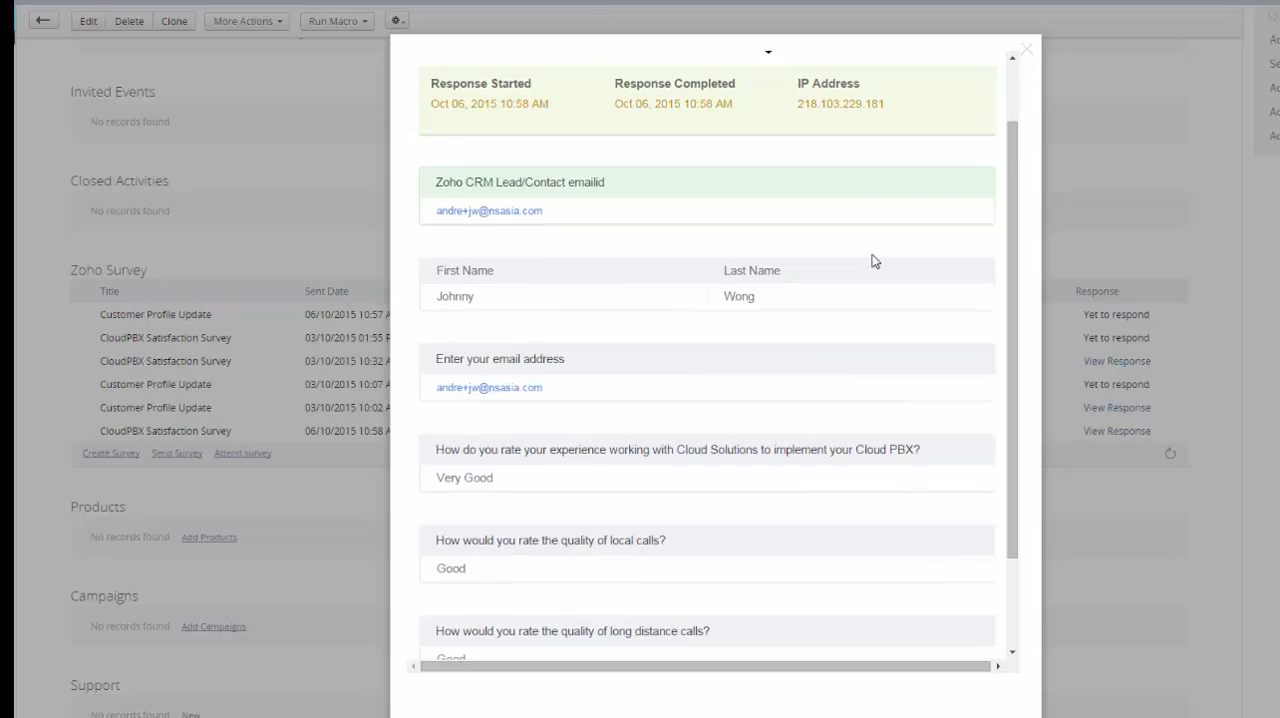 Edit Delete Clone More Actions Run Macro
Invited Events
No records found
Closed Activities
No records found
Zoho Survey
Title Sent Date Response
Customer Profile Update 06/10/2015 10:57 A Yet to respond
CloudPBX Satisfaction Survey 03/10/2015 01:55 P Yet to respond
CloudPBX Satisfaction Survey 03/10/2015 10:32 A View Response
Customer Profile Update 03/10/2015 10:07 A Yet to respond
Customer Profile Update 03/10/2015 10:02 A View Response
CloudPBX Satisfaction Survey 06/10/2015 10:58 A View Response
Create Survey Send Survey Attend survey
Products
No records found Add Products
Campaigns
No records found Add Campaigns
Support
No records found New
Response Started Response Completed IP Address
Oct 06, 2015 10:58 AM Oct 06, 2015 10:58 AM 218.103.229.181
Zoho CRM Lead/Contact emailid
andre+jw@nsasia.com
First Name Last Name
Johnny Wong
Enter your email address
andre+jw@nsasia.com
How do you rate your experience working with Cloud Solutions to implement your Cloud PBX?
Very Good
How would you rate the quality of local calls?
Good
How would you rate the quality of long distance calls?
Good